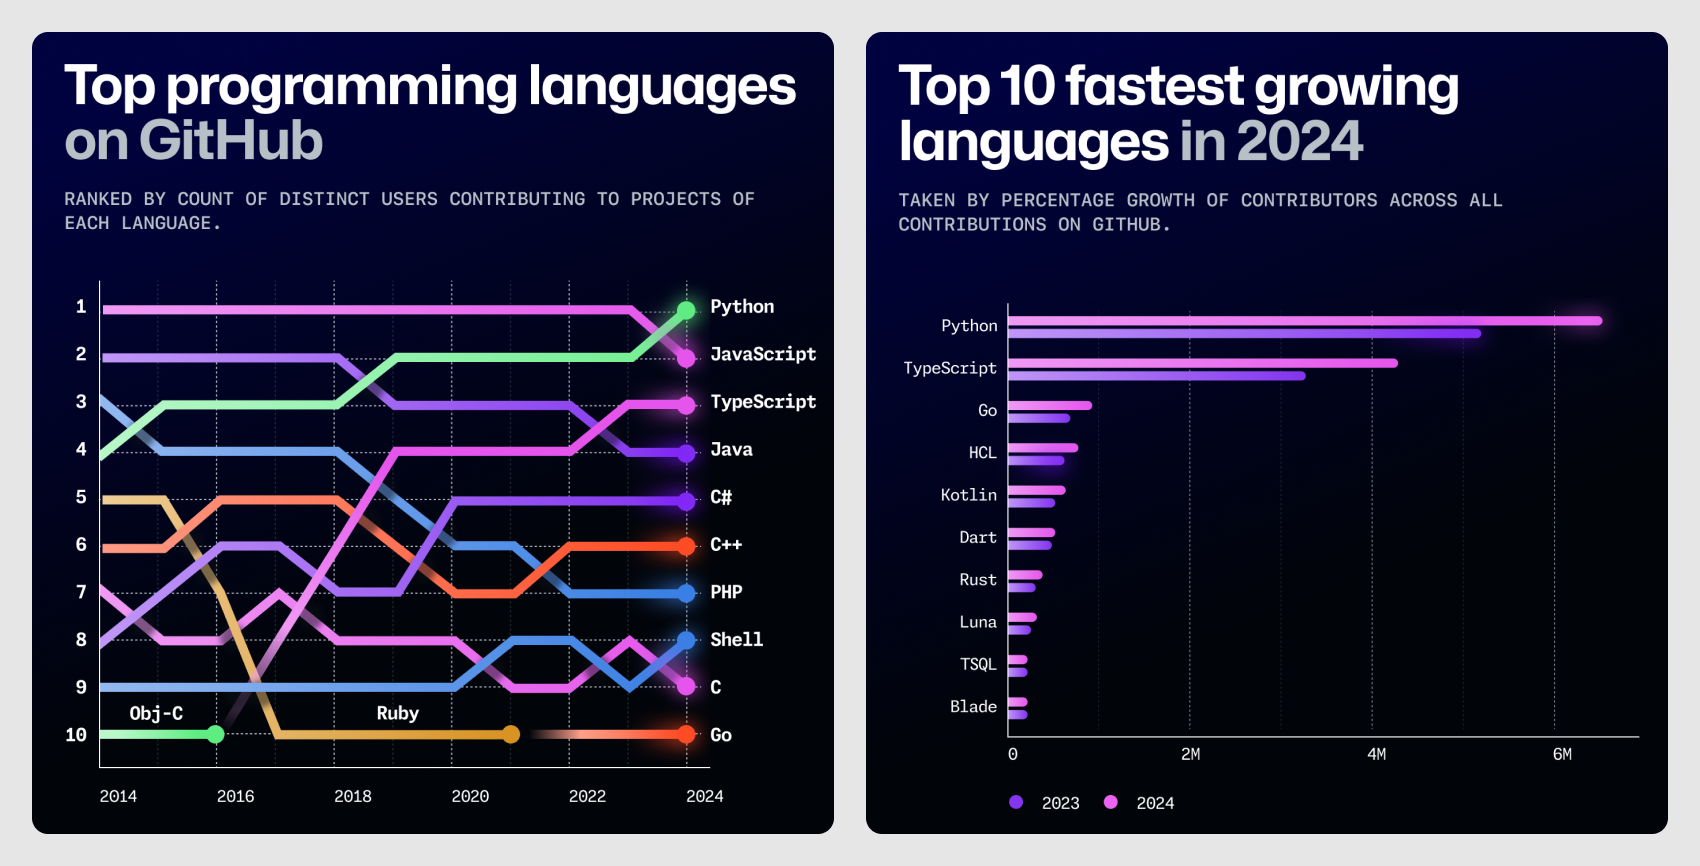 Top programming languages
on GitHub
RANKED BY COUNT OF DISTINCT USERS CONTRIBUTING TO PROJECTS OF
EACH LANGUAGE.
1
2
3
4
5
6
7
8
9
10
Python
JavaScript
TypeScript
Java
C#
C++
PHP
Shell
C
Go
Obj-C
Ruby
2014
2016
2018
2020
2022
2024
Top 10 fastest growing
languages in 2024
TAKEN BY PERCENTAGE GROWTH OF CONTRIBUTORS ACROSS ALL
CONTRIBUTIONS ON GITHUB.
Python
TypeScript
Go
HCL
Kotlin
Dart
Rust
Luna
TSQL
Blade
0
2M
4M
6M
2023
2024